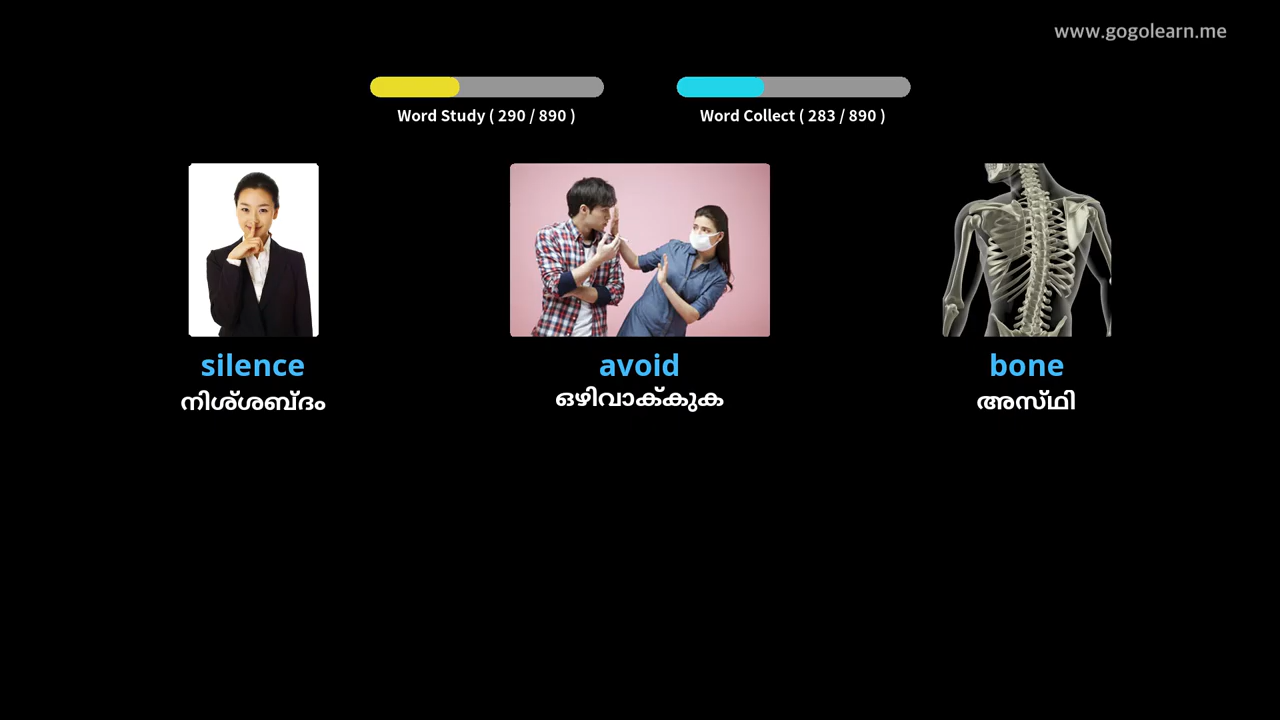 www.gogolearn.me
Word Study ( 290 / 890 )
Word Collect ( 283 / 890 )
silence
നിശ്ശബ്ദം
avoid
ഒഴിവാക്കുക
bone
അസ്ഥി